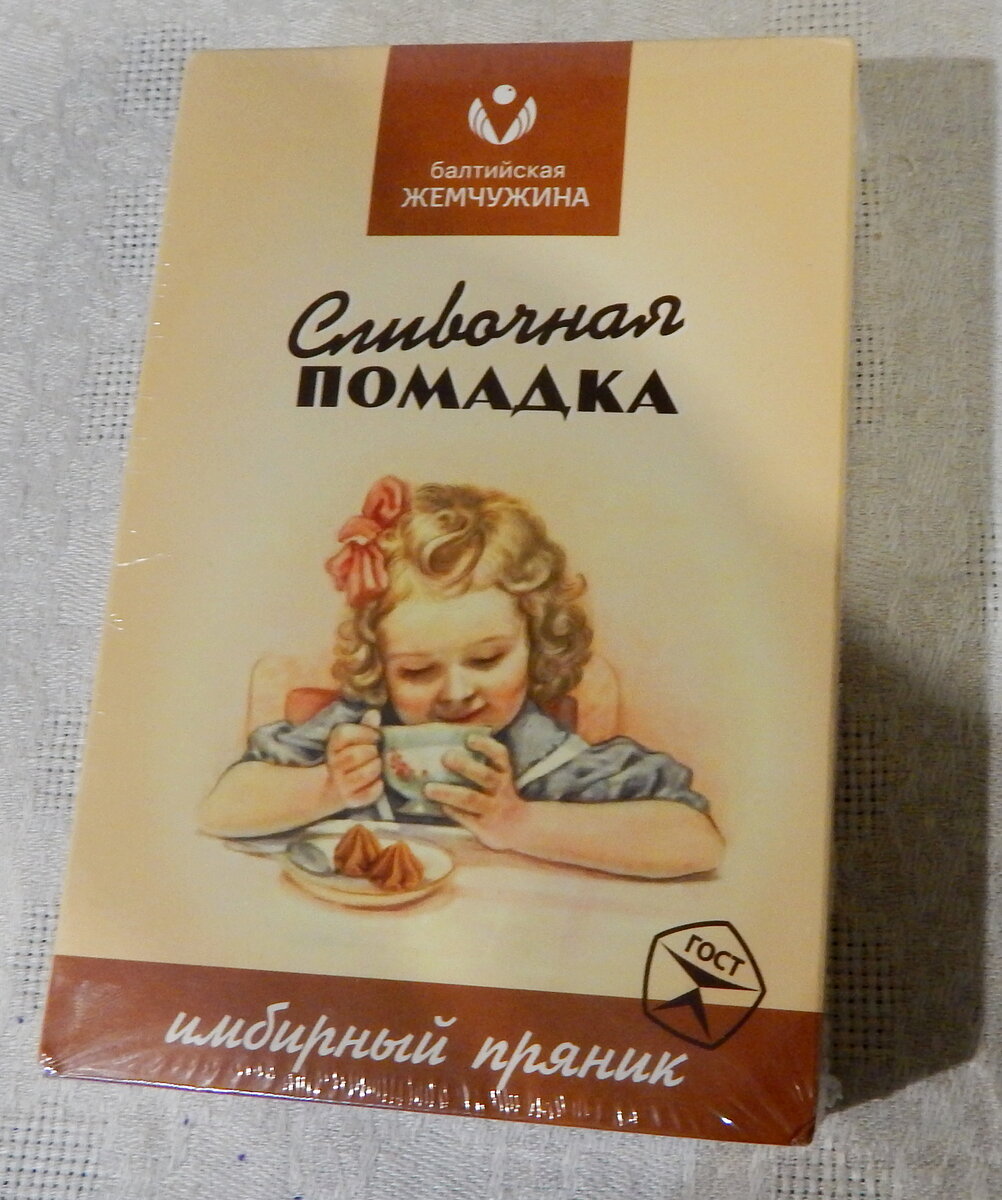 балтийская
ЖЕМЧУЖИНА
Сливочная
ПОМАДКА
ГОСТ
имбирный пряник